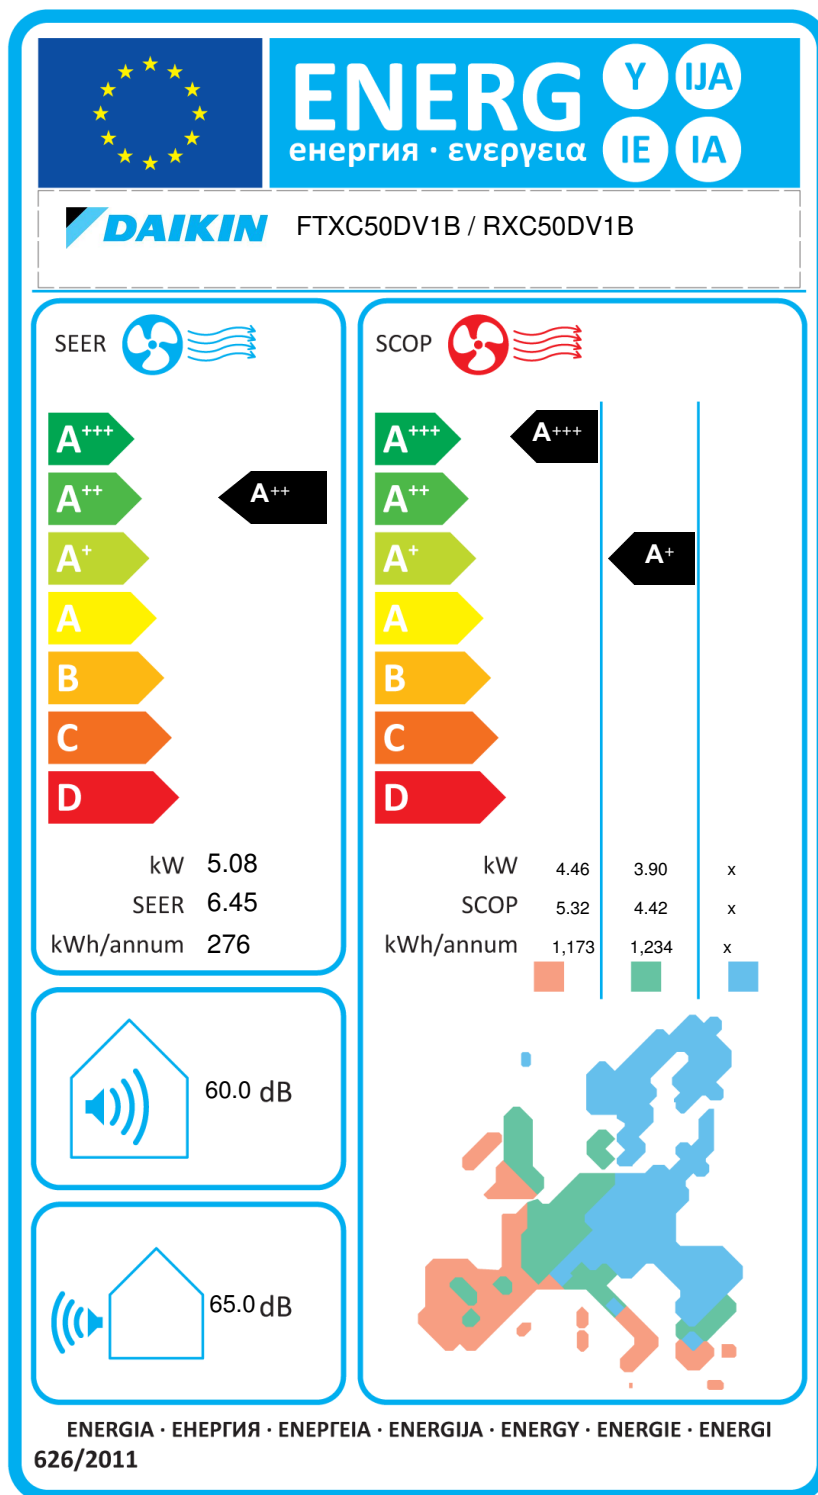 ENERG Y IJA
енергия · ενεργεια IE IA
DAIKIN FTXC50DV1B / RXC50DV1B
SEER
A+++
A++ A++
A+
A
B
C
D
kW 5.08
SEER 6.45
kWh/annum 276
SCOP
A+++ A+++
A++
A+ A+
A
B
C
D
kW 4.46 3.90 x
SCOP 5.32 4.42 x
kWh/annum 1,173 1,234 x
60.0 dB
65.0 dB
ENERGIA · ЕНЕРГИЯ · ΕΝΕΡΓΕΙΑ · ENERGIJA · ENERGY · ENERGIE · ENERGI
626/2011